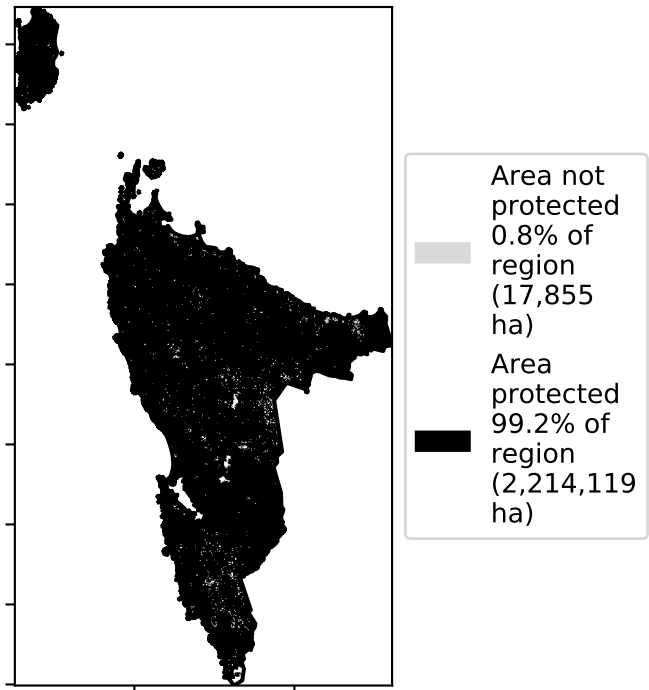 Area not
protected
0.8% of
region
(17,855
ha)
Area
protected
99.2% of
region
(2,214,119
ha)